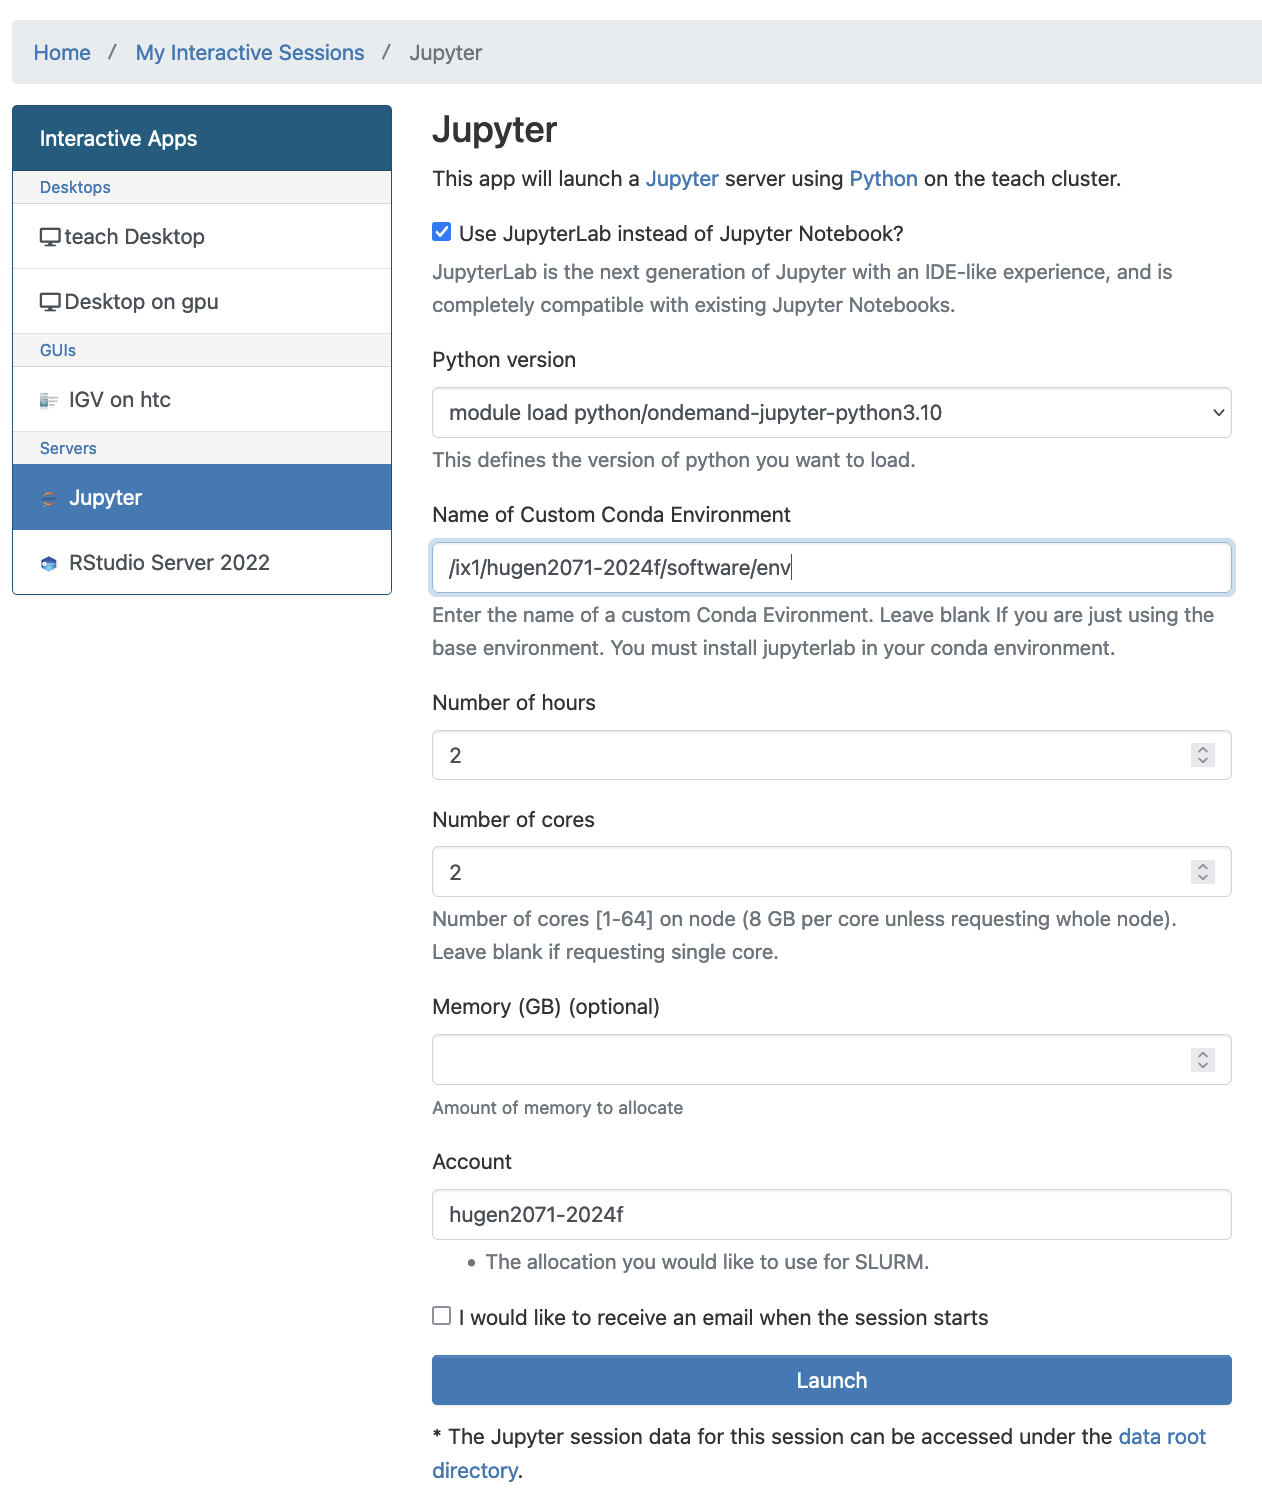 Home / My Interactive Sessions / Jupyter
Interactive Apps
Desktops
teach Desktop
Desktop on gpu
GUIs
IGV on htc
Servers
Jupyter
RStudio Server 2022
Jupyter
This app will launch a Jupyter server using Python on the teach cluster.
Use JupyterLab instead of Jupyter Notebook?
JupyterLab is the next generation of Jupyter with an IDE-like experience, and is
completely compatible with existing Jupyter Notebooks.
Python version
module load python/ondemand-jupyter-python3.10
This defines the version of python you want to load.
Name of Custom Conda Environment
/ix1/hugen2071-2024f/software/env
Enter the name of a custom Conda Evironment. Leave blank If you are just using the
base environment. You must install jupyterlab in your conda environment.
Number of hours
2
Number of cores
2
Number of cores [1-64] on node (8 GB per core unless requesting whole node).
Leave blank if requesting single core.
Memory (GB) (optional)
Amount of memory to allocate
Account
hugen2071-2024f
• The allocation you would like to use for SLURM.
I would like to receive an email when the session starts
Launch
* The Jupyter session data for this session can be accessed under the data root
directory.